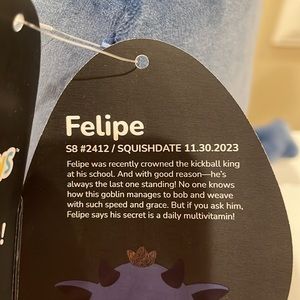 Felipe
S8 #2412 / SQUISHDATE 11.30.2023
Felipe was recently crowned the kickball king
at his school. And with good reason—he's
always the last one standing! No one knows
how this goblin manages to bob and weave
with such speed and grace. But if you ask him,
Felipe says his secret is a daily multivitamin!